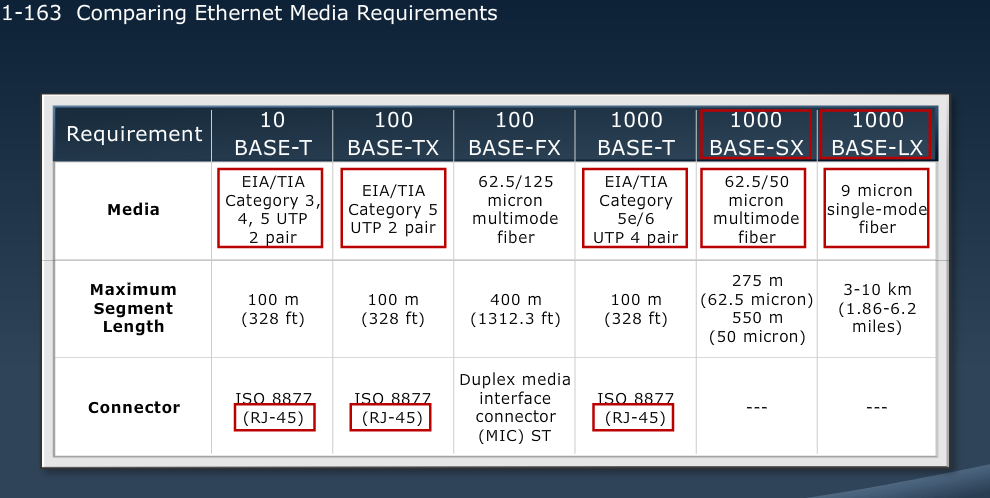 1-163 Comparing Ethernet Media Requirements
Requirement
10
BASE-T
100
BASE-TX
100
BASE-FX
1000
BASE-T
1000
BASE-SX
1000
BASE-LX
Media
EIA/TIA
Category 3,
4, 5 UTP
2 pair
EIA/TIA
Category 5
UTP 2 pair
62.5/125
micron
multimode
fiber
EIA/TIA
Category
5e/6
UTP 4 pair
62.5/50
micron
multimode
fiber
9 micron
single-mode
fiber
Maximum
Segment
Length
100 m
(328 ft)
100 m
(328 ft)
400 m
(1312.3 ft)
100 m
(328 ft)
275 m
(62.5 micron)
550 m
(50 micron)
3-10 km
(1.86-6.2
miles)
Connector
ISO 8877
(RJ-45)
ISO 8877
(RJ-45)
Duplex media
interface
connector
(MIC) ST
ISO 8877
(RJ-45)
---
---